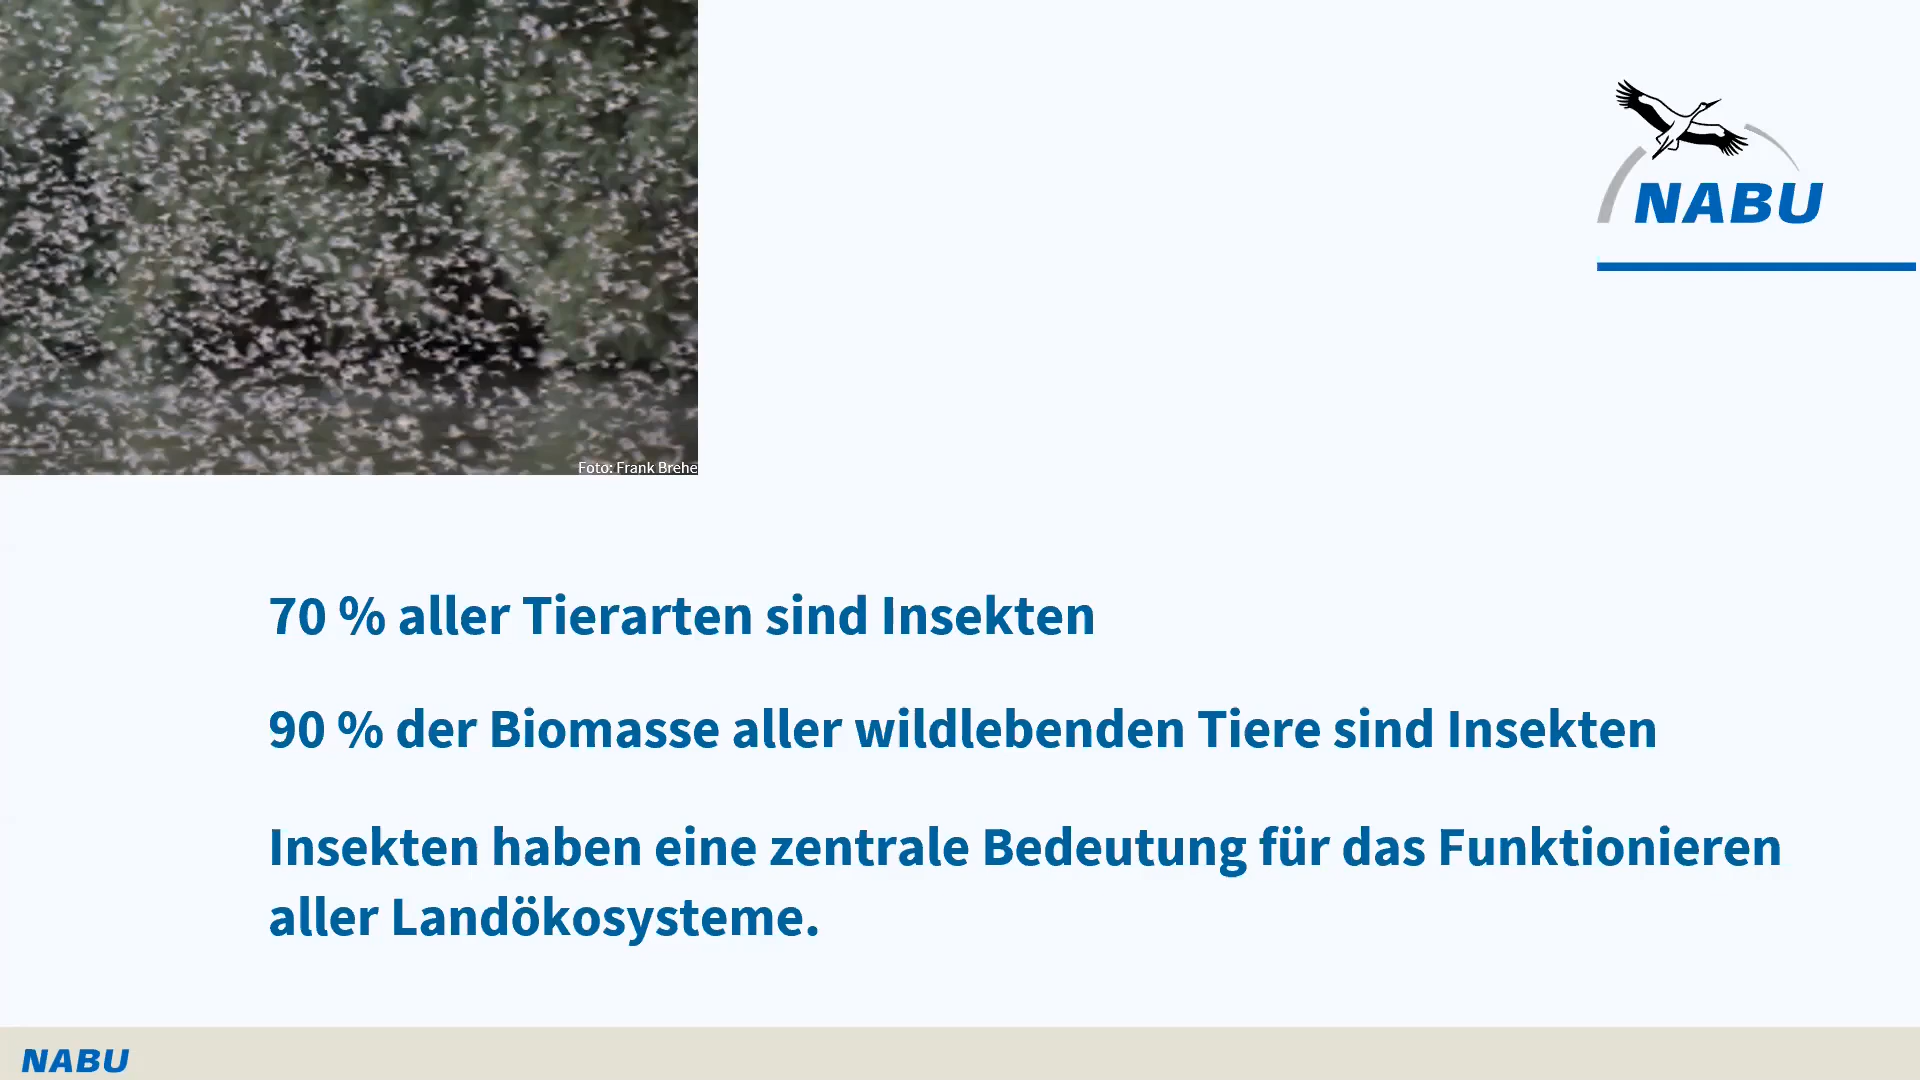 NABU
Foto: Frank Brehe
70 % aller Tierarten sind Insekten
90 % der Biomasse aller wildlebenden Tiere sind Insekten
Insekten haben eine zentrale Bedeutung für das Funktionieren
aller Landökosysteme.
NABU